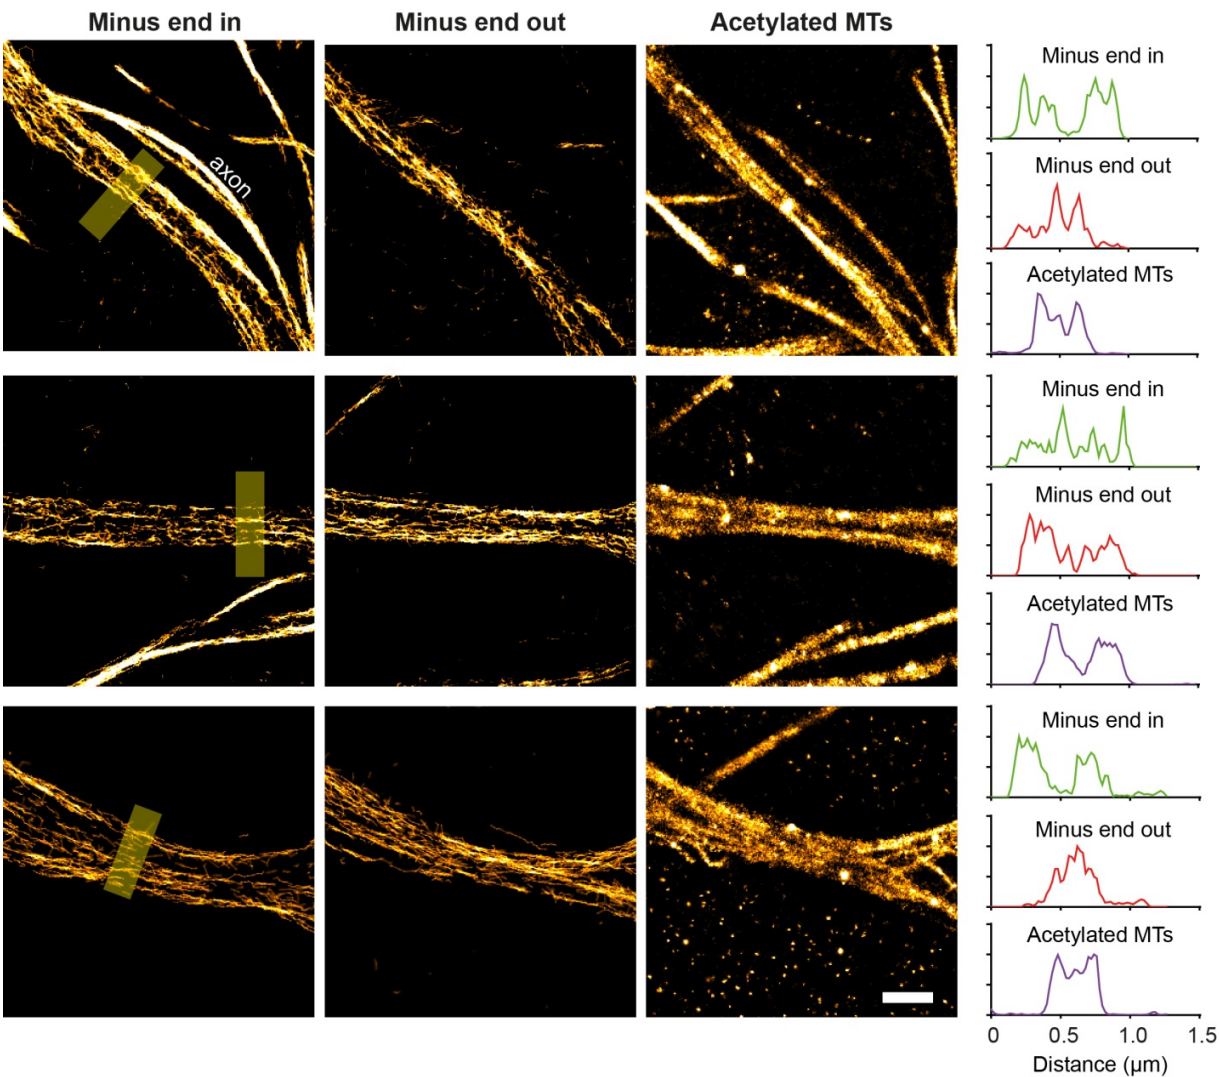 Minus end in
Minus end out
Acetylated MTs
axon
Minus end in
Minus end out
Acetylated MTs
Minus end in
Minus end out
Acetylated MTs
Minus end in
Minus end out
Acetylated MTs
0 0.5 1.0 1.5
Distance (µm)